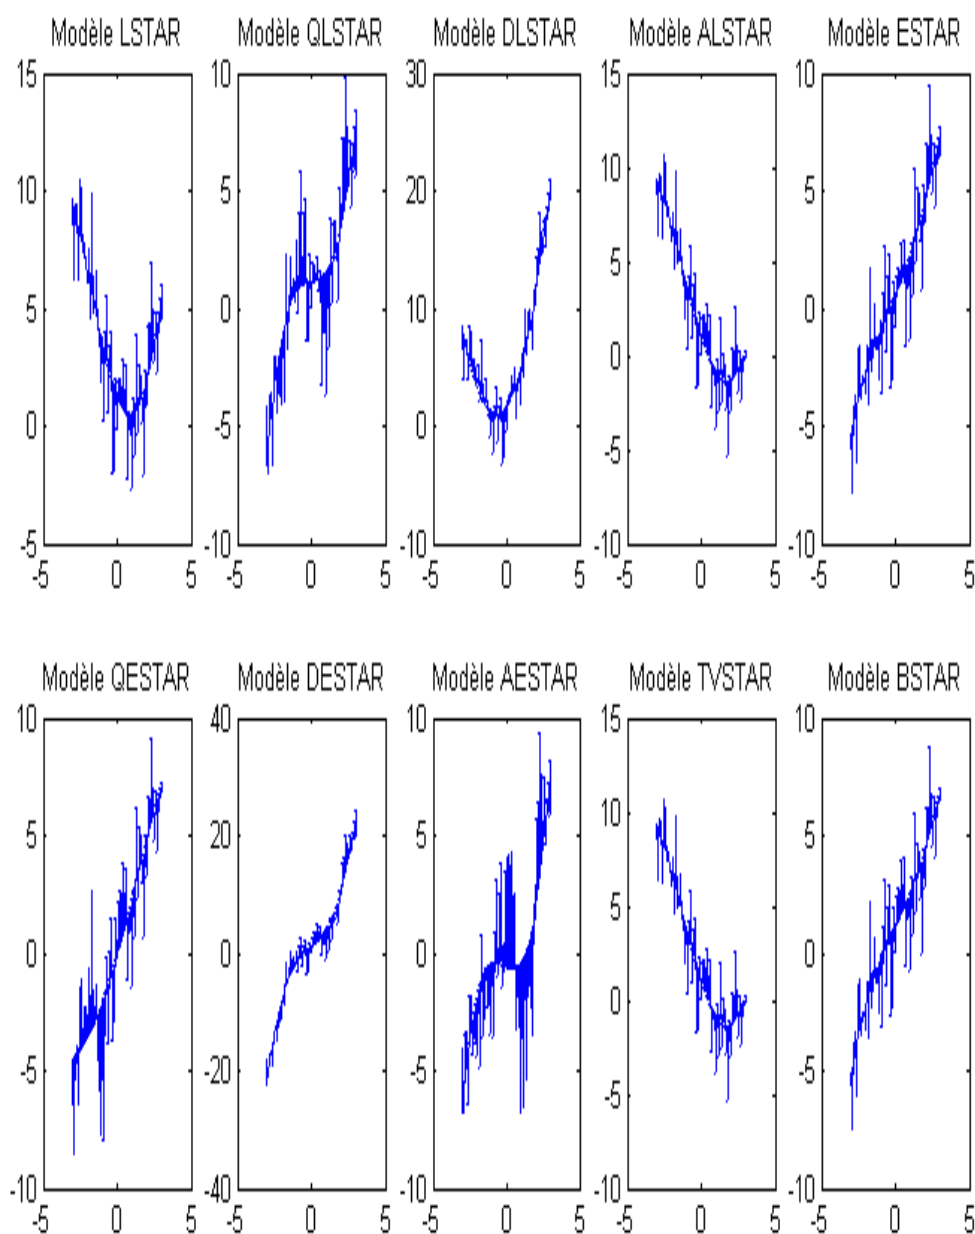 Modèle LSTAR Modèle QLSTAR Modèle DLSTAR Modèle ALSTAR Modèle ESTAR
15 10 30 15 10
10 5 20 10 5
5 0 10 5 0
0 -5 0 0 -5
-5
-5 -10 -10 -10 -10
-5 0 5 -5 0 5 -5 0 5 -5 0 5 -5 0 5
Modèle QESTAR Modèle DESTAR Modèle AESTAR Modèle TVSTAR Modèle BSTAR
10 40 10 15 10
5 20 5 10 5
0 0 0 5 0
0
-5 -20 -5 -5 -5
-10 -40 -10 -10 -10
-5 0 5 -5 0 5 -5 0 5 -5 0 5 -5 0 5